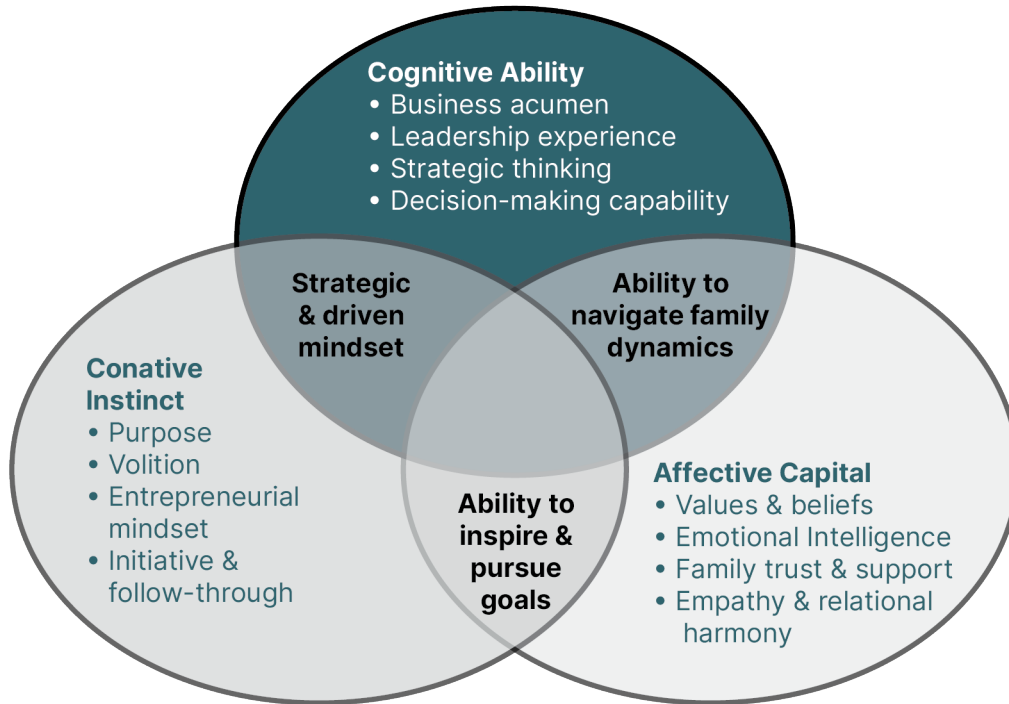 Cognitive Ability
• Business acumen
• Leadership experience
• Strategic thinking
• Decision-making capability
Strategic
& driven
mindset
Ability to
navigate family
dynamics
Conative
Instinct
• Purpose
• Volition
• Entrepreneurial
mindset
• Initiative &
follow-through
Affective Capital
• Values & beliefs
• Emotional Intelligence
• Family trust & support
• Empathy & relational
harmony
Ability to
inspire &
pursue
goals